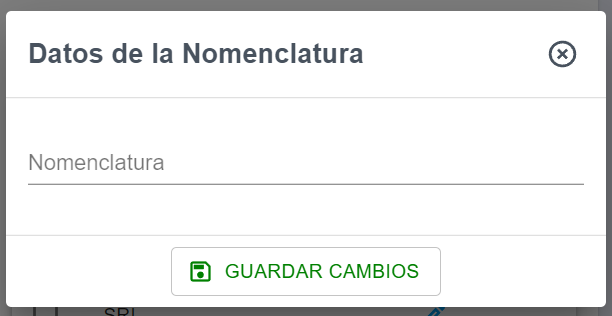 Datos de la Nomenclatura
Nomenclatura
GUARDAR CAMBIOS